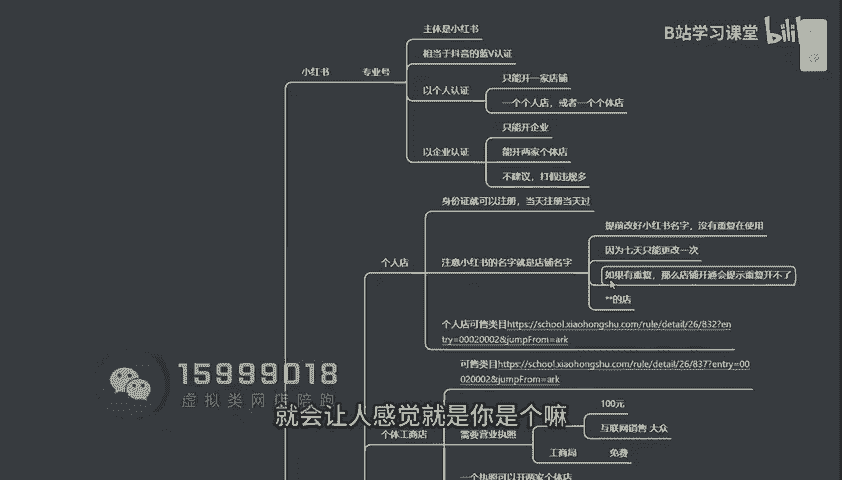 B站学习课堂 bili
主体是小红书
相当于抖音的蓝V认证
小红书 专业号
只能开一家店铺
以个人认证
一个个人店，或者一个个体店
只能开企业
以企业认证
能开两家个体店
不建议，打假违规多
身份证就可以注册，当天注册当天过
提前改好小红书名字，没有重复在使用
因为七天只能更改一次
个人店
注意小红书的名字就是店铺名字
如果有重复，那么店铺开通会提示重复开不了
**的店
个人店可售类目https://school.xiaohongshu.com/rule/detail/26/832?en
try=00020002&jumpFrom=ark
可售类目https://school.xiaohongshu.com/rule/detail/26/837?entry=00
020002&jumpFrom=ark
15999018
虚拟类网店陪跑
100元
就会让人感觉就是你是个嘛
互联网销售 大众
个体工商店
需要营业执照
工商局 免费
一个执照可以开两家个体店